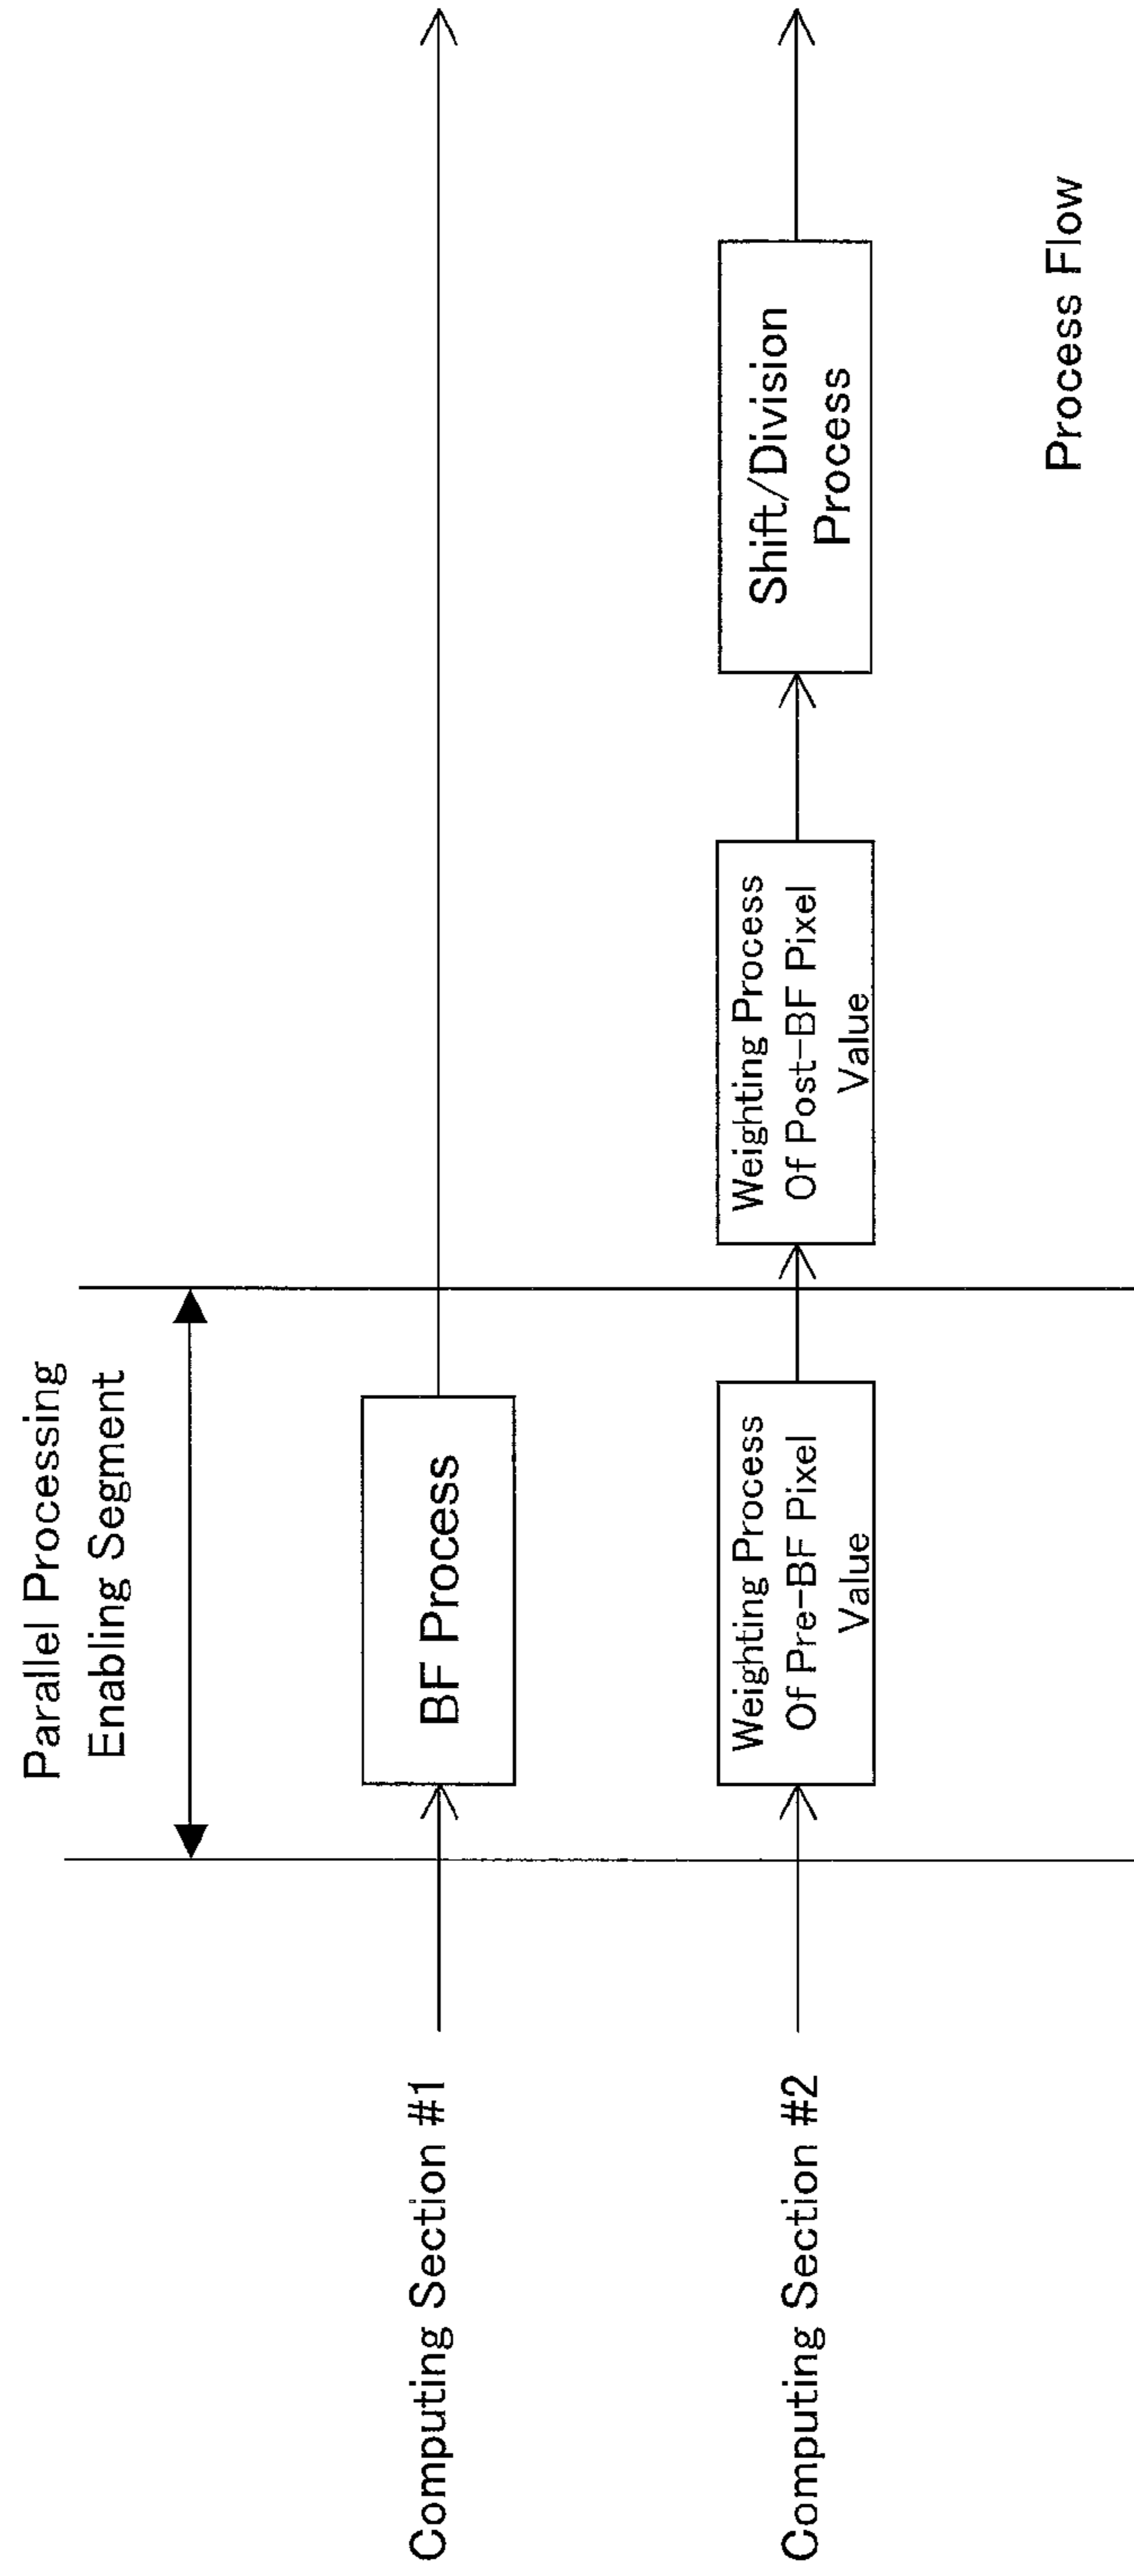 Parallel Processing
Enabling Segment
Computing Section #1
BF Process
Computing Section #2
Weighting Process
Of Pre-BF Pixel
Value
Weighting Process
Of Post-BF Pixel
Value
Shift/Division
Process
Process Flow